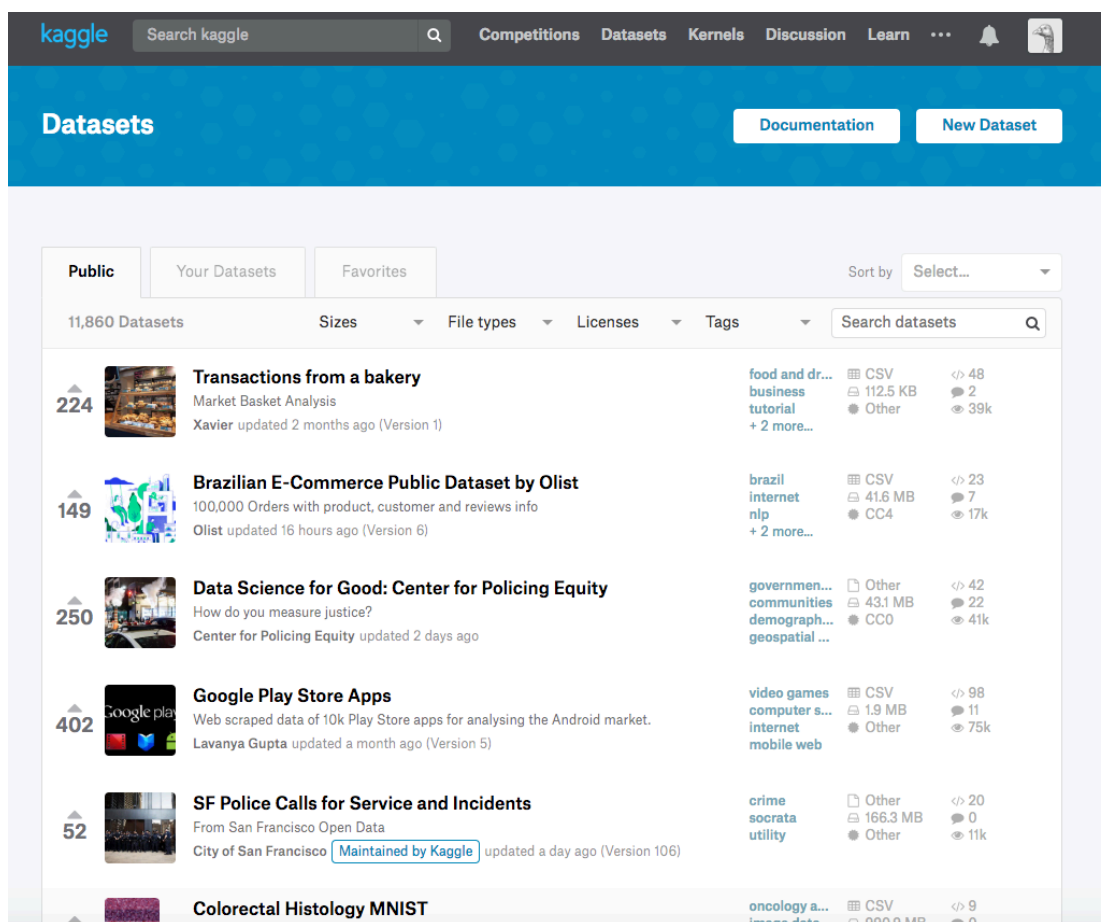 kaggle Search kaggle Competitions Datasets Kernels Discussion Learn
Datasets Documentation New Dataset
Public Your Datasets Favorites Sort by Select...
11,860 Datasets Sizes File types Licenses Tags Search datasets
Transactions from a bakery
224
Market Basket Analysis
Xavier updated 2 months ago (Version 1)
food and dr... CSV 48
business 112.5 KB 2
tutorial Other 39k
+ 2 more...
Brazilian E-Commerce Public Dataset by Olist
149
100,000 Orders with product, customer and reviews info
Olist updated 16 hours ago (Version 6)
brazil CSV 23
internet 41.6 MB 7
nlp CC4 17k
+ 2 more...
Data Science for Good: Center for Policing Equity
250
How do you measure justice?
Center for Policing Equity updated 2 days ago
governmen... Other 42
communities 43.1 MB 22
demograph... CC0 41k
geospatial ...
Google Play Store Apps
402
Google play
Web scraped data of 10k Play Store apps for analysing the Android market.
Lavanya Gupta updated a month ago (Version 5)
video games CSV 98
computer s... 1.9 MB 11
internet Other 75k
mobile web
SF Police Calls for Service and Incidents
52
From San Francisco Open Data
City of San Francisco Maintained by Kaggle updated a day ago (Version 106)
crime Other 20
socrata 166.3 MB 0
utility Other 11k
Colorectal Histology MNIST
oncology a... CSV 9